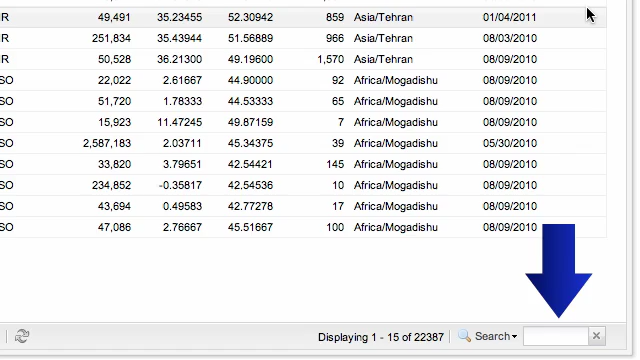 IR 49,491 35.23455 52.30942 859 Asia/Tehran 01/04/2011
IR 251,834 35.43944 51.56889 966 Asia/Tehran 08/03/2010
IR 50,528 36.21300 49.19600 1,570 Asia/Tehran 08/09/2010
SO 22,022 2.61667 44.90000 92 Africa/Mogadishu 08/09/2010
SO 51,720 1.78333 44.53333 65 Africa/Mogadishu 08/09/2010
SO 15,923 11.47245 49.87159 7 Africa/Mogadishu 08/09/2010
SO 2,587,183 2.03711 45.34375 39 Africa/Mogadishu 05/30/2010
SO 33,820 3.79651 42.54421 145 Africa/Mogadishu 08/09/2010
SO 234,852 -0.35817 42.54536 10 Africa/Mogadishu 08/09/2010
SO 43,694 0.49583 42.77278 17 Africa/Mogadishu 08/09/2010
SO 47,086 2.76667 45.51667 100 Africa/Mogadishu 08/09/2010
Displaying 1 - 15 of 22387 Search